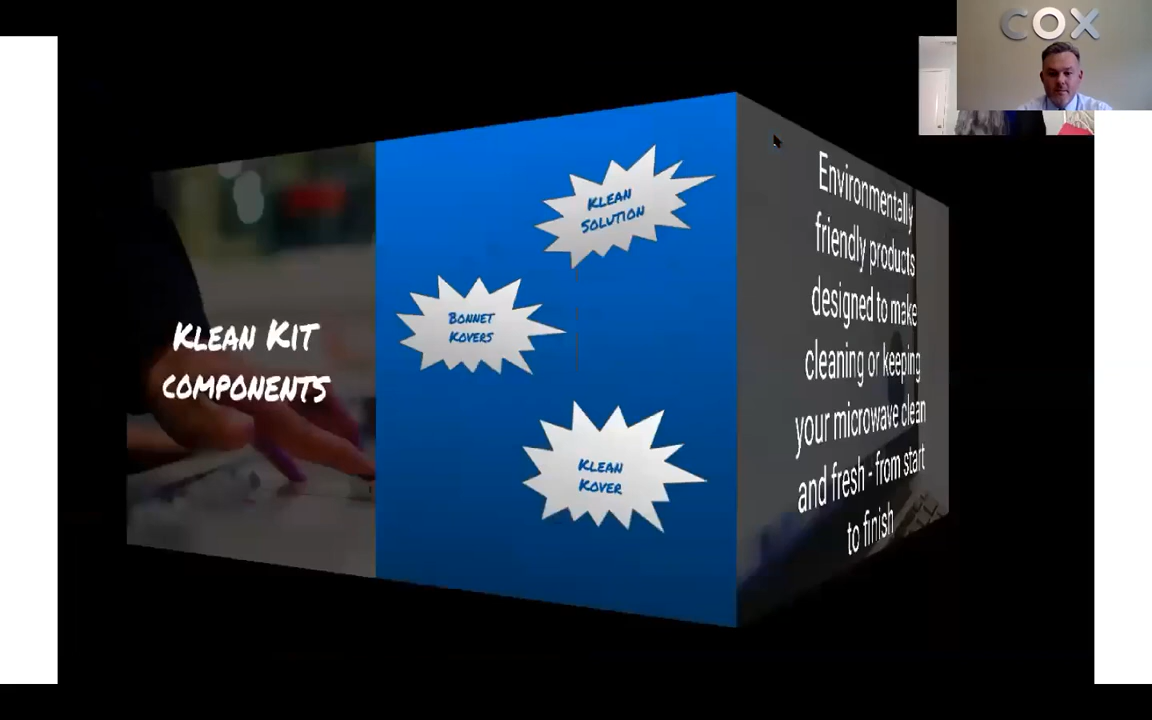 COX
Klean Kit
components
Klean
Solution
Bonnet
Kovers
Klean
Kover
Environmentally
friendly products
designed to make
cleaning or keeping
your microwave clean
and fresh - from start
to finish